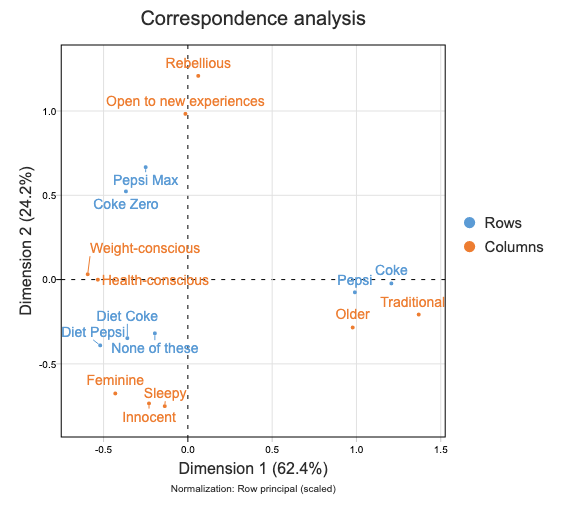 Correspondence analysis
Rebellious
Open to new experiences
1.0
Pepsi Max
0.5
Coke Zero
Rows
Columns
Weight-conscious
Dimension 2 (24.2%)
Coke
0.0
Health-conscious
Pepsi
Traditional
Older
Diet Coke
Diet Pepsi
None of these
-0.5
Feminine
Sleepy
Innocent
-0.5 0.0 0.5 1.0 1.5
Dimension 1 (62.4%)
Normalization: Row principal (scaled)